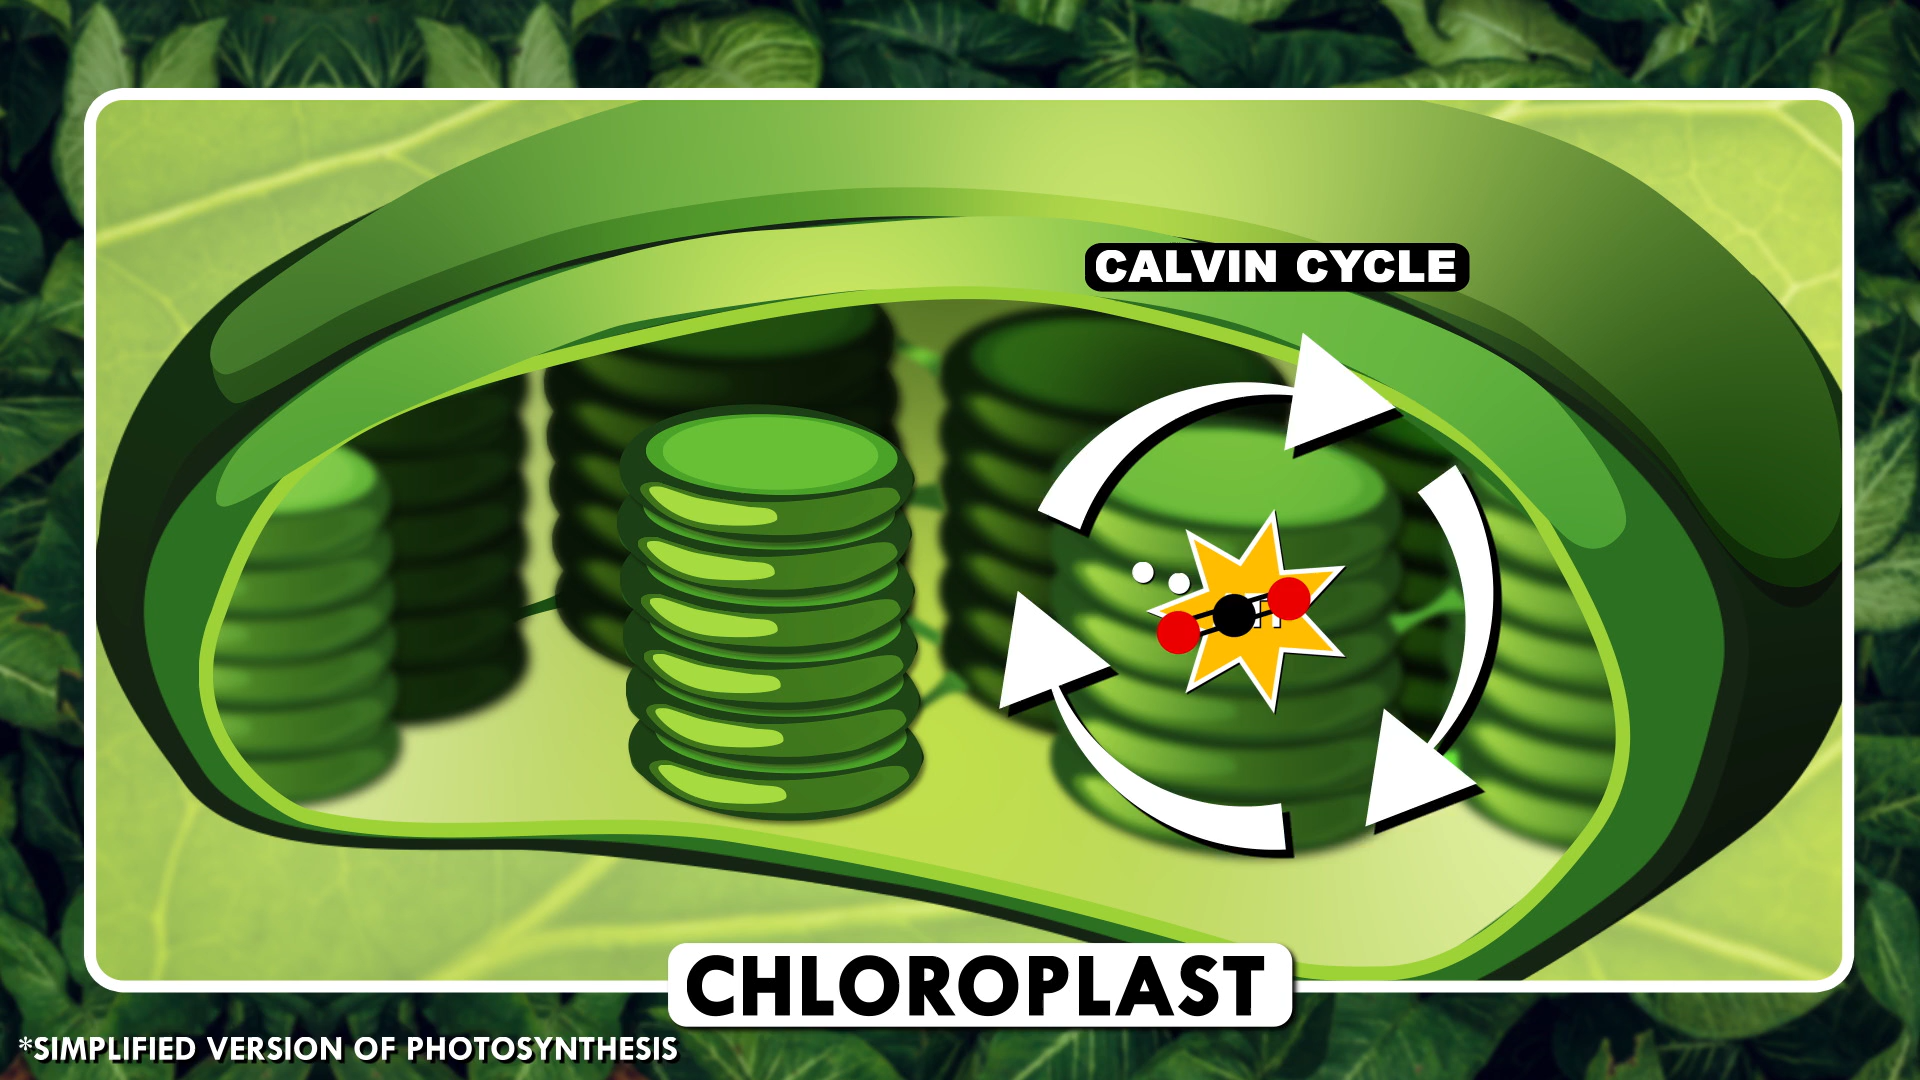 CALVIN CYCLE
CHLOROPLAST
*SIMPLIFIED VERSION OF PHOTOSYNTHESIS